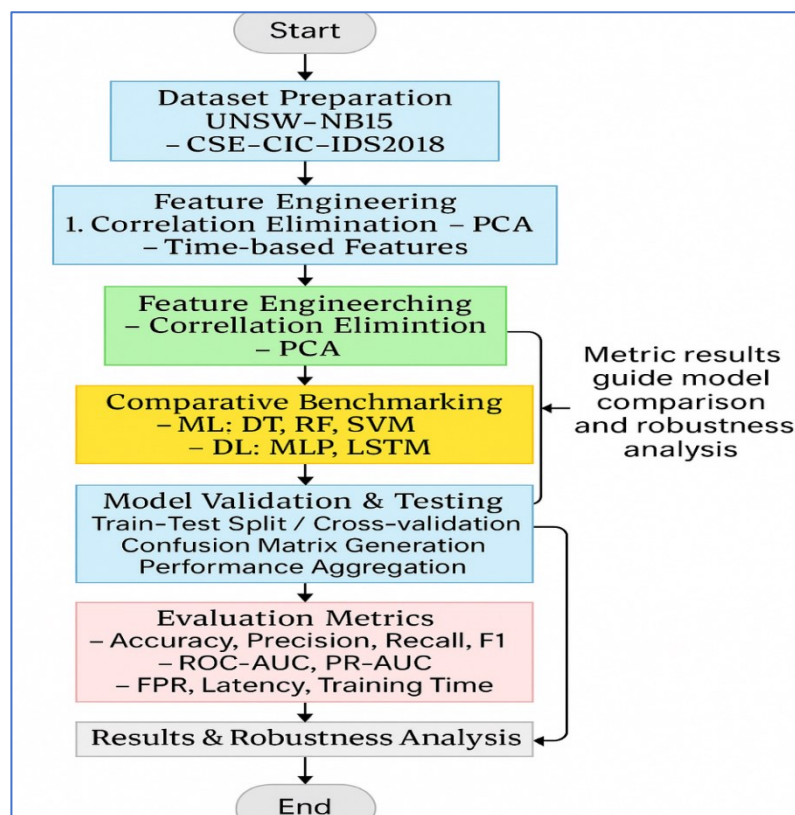 Start
Dataset Preparation
UNSW-NB15
– CSE-CIC-IDS2018
Feature Engineering
1. Correlation Elimination – PCA
– Time-based Features
Feature Engineerching
– Correllation Elimintion
– PCA
Metric results
guide model
comparison
and robustness
analysis
Comparative Benchmarking
– ML: DT, RF, SVM
– DL: MLP, LSTM
Model Validation & Testing
Train-Test Split / Cross-validation
Confusion Matrix Generation
Performance Aggregation
Evaluation Metrics
– Accuracy, Precision, Recall, F1
– ROC-AUC, PR-AUC
– FPR, Latency, Training Time
Results & Robustness Analysis
End